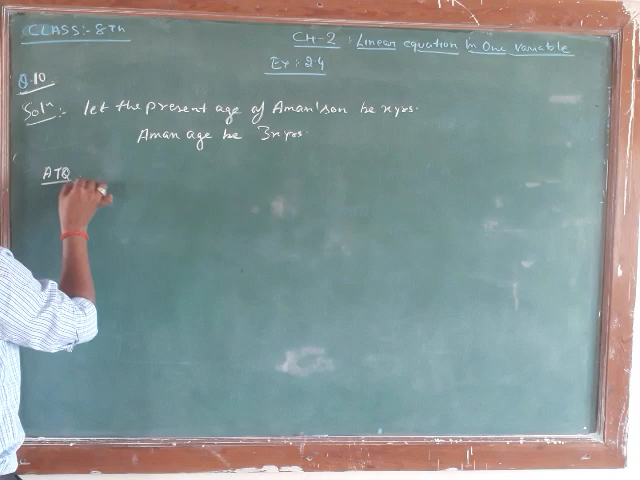 CLASS:- 8Th
CH-2 : Linear equation in One Variable
Ex:- 2.4
Q.10
Solⁿ:- let the present age of Aman'son be x yrs.
Aman age be 3x yrs.
ATQ